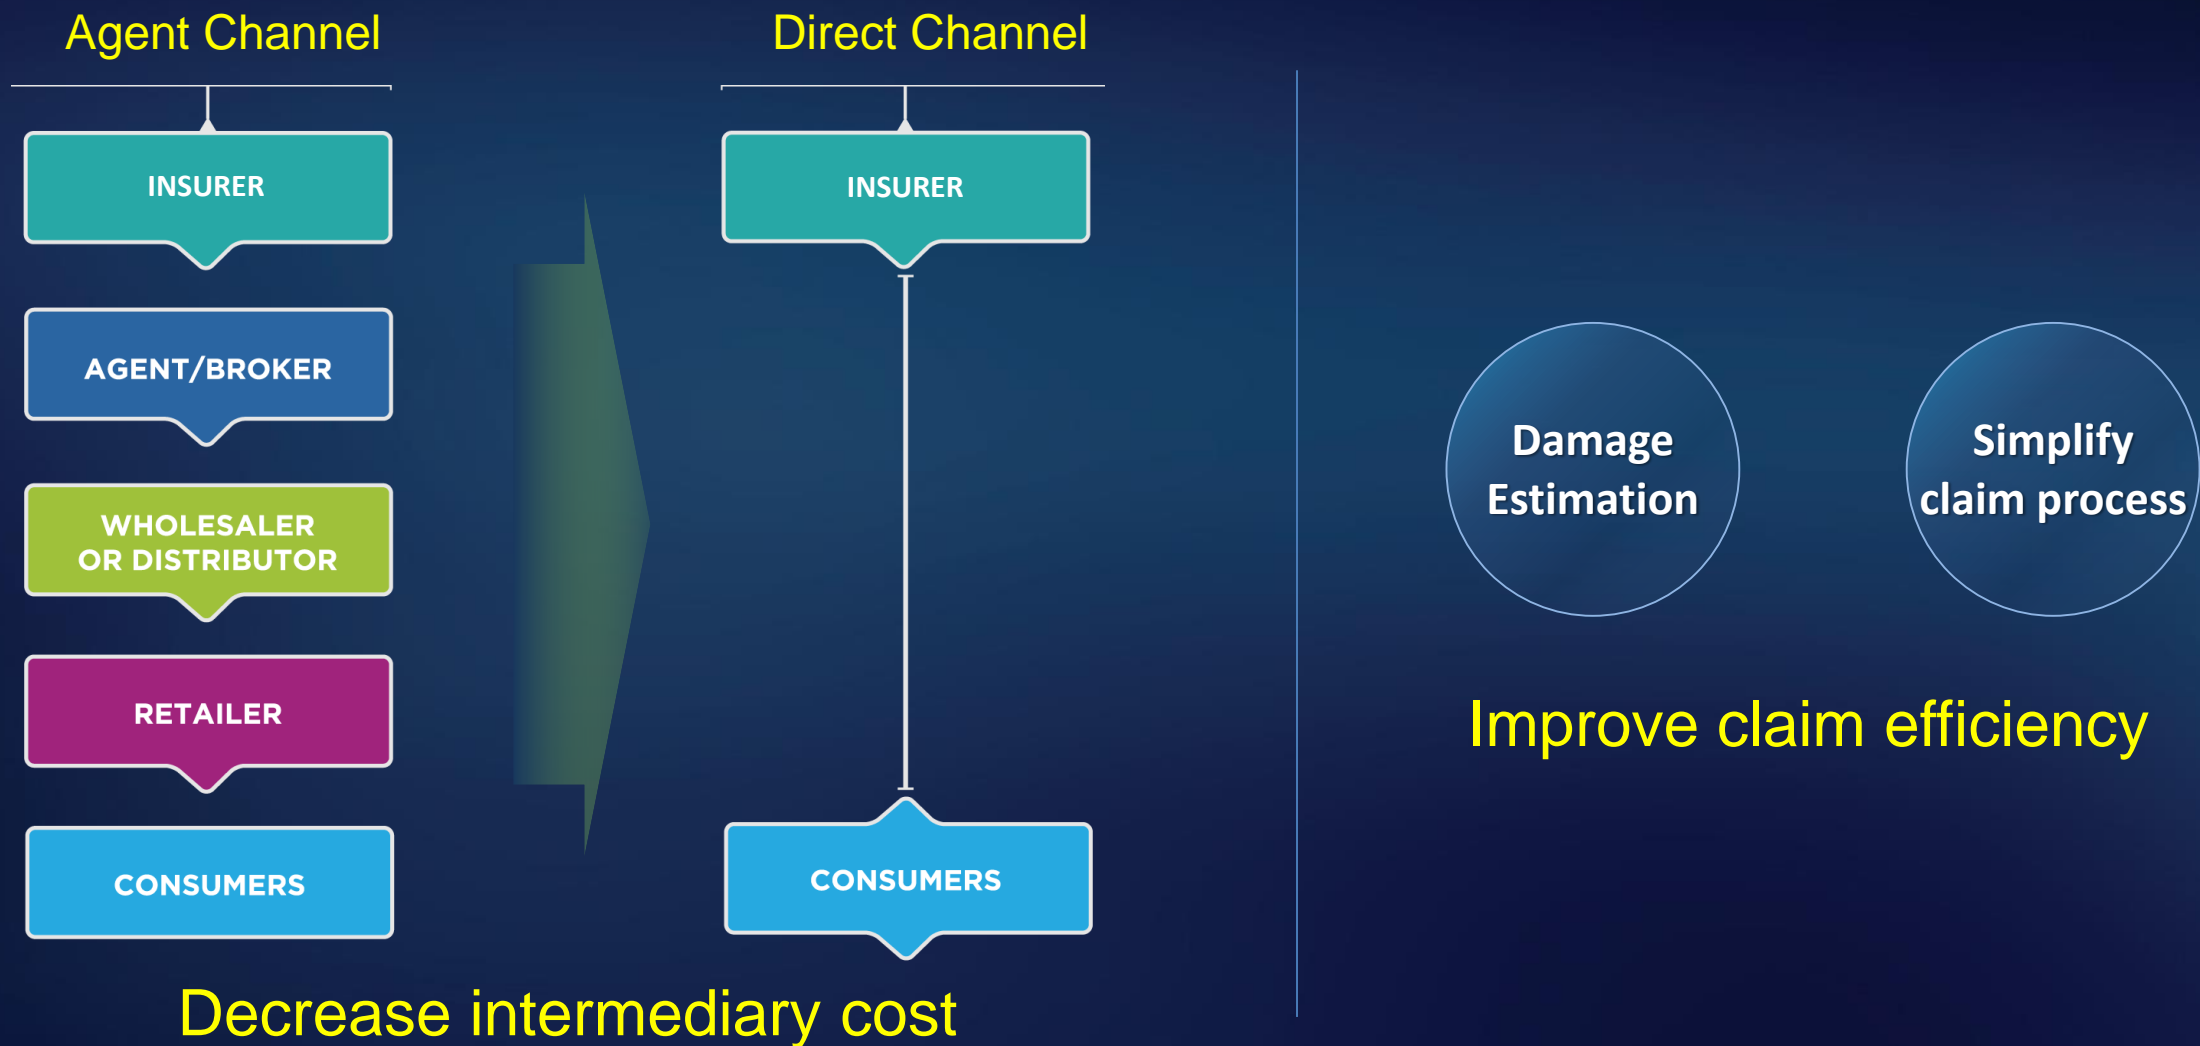 Agent Channel
INSURER
AGENT/BROKER
WHOLESALER
OR DISTRIBUTOR
RETAILER
CONSUMERS
Direct Channel
INSURER
CONSUMERS
Decrease intermediary cost
Damage
Estimation
Simplify
claim process
Improve claim efficiency